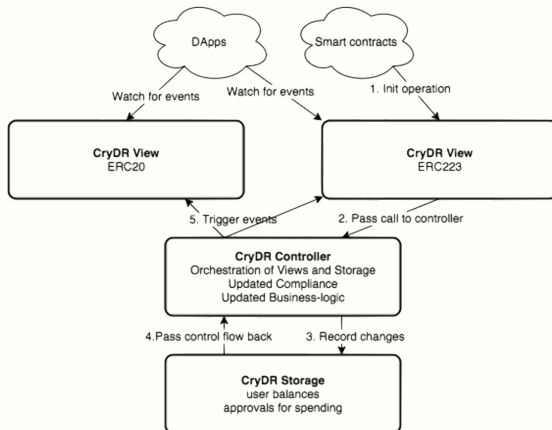 DApps
Smart contracts
Watch for events
Watch for events
1. Init operation
CryDR View
ERC20
CryDR View
ERC223
5. Trigger events
2. Pass call to controller
CryDR Controller
Orchestration of Views and Storage
Updated Compliance
Updated Business-logic
4.Pass control flow back
3. Record changes
CryDR Storage
user balances
approvals for spending